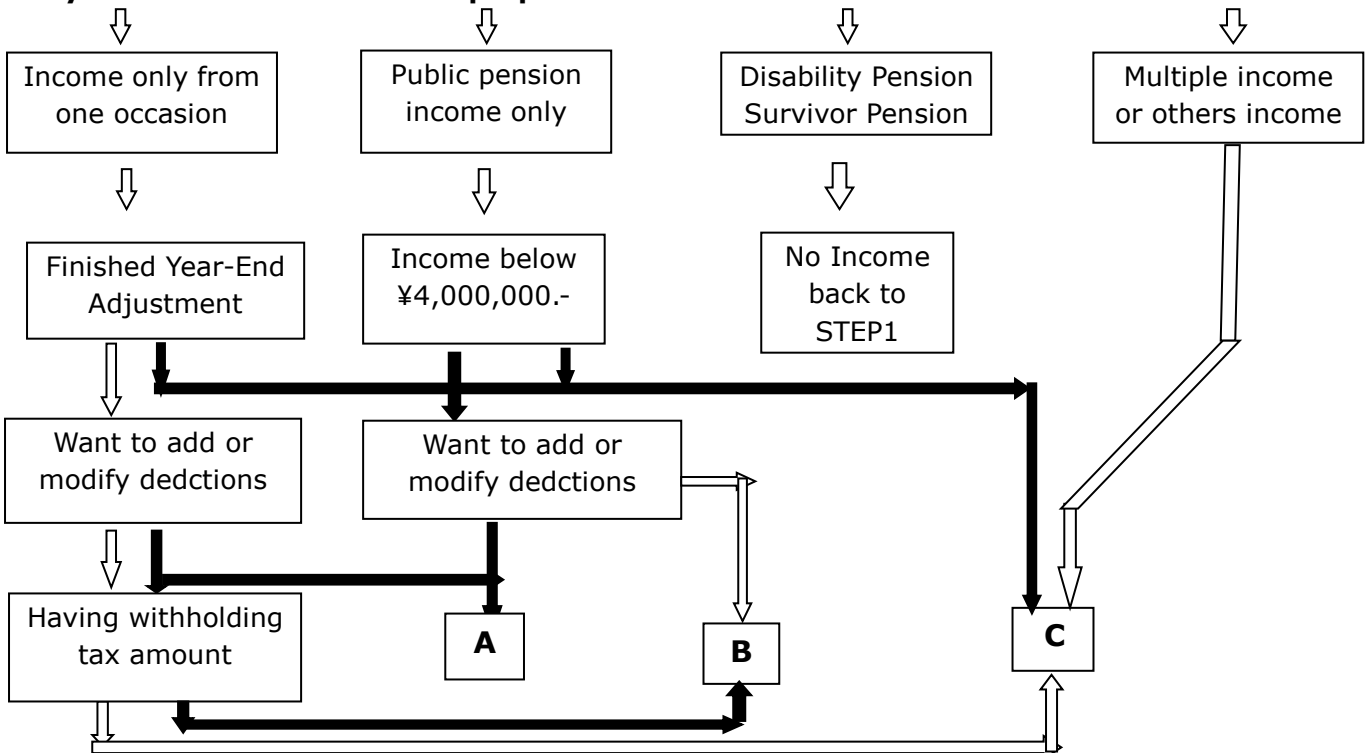 Income only from
one occasion
Public pension
income only
Disability Pension
Survivor Pension
Multiple income
or others income
Finished Year-End
Adjustment
Income below
¥4,000,000.-
No Income
back to
STEP1
Want to add or
modify dedctions
Want to add or
modify dedctions
Having withholding
tax amount
A
B
C